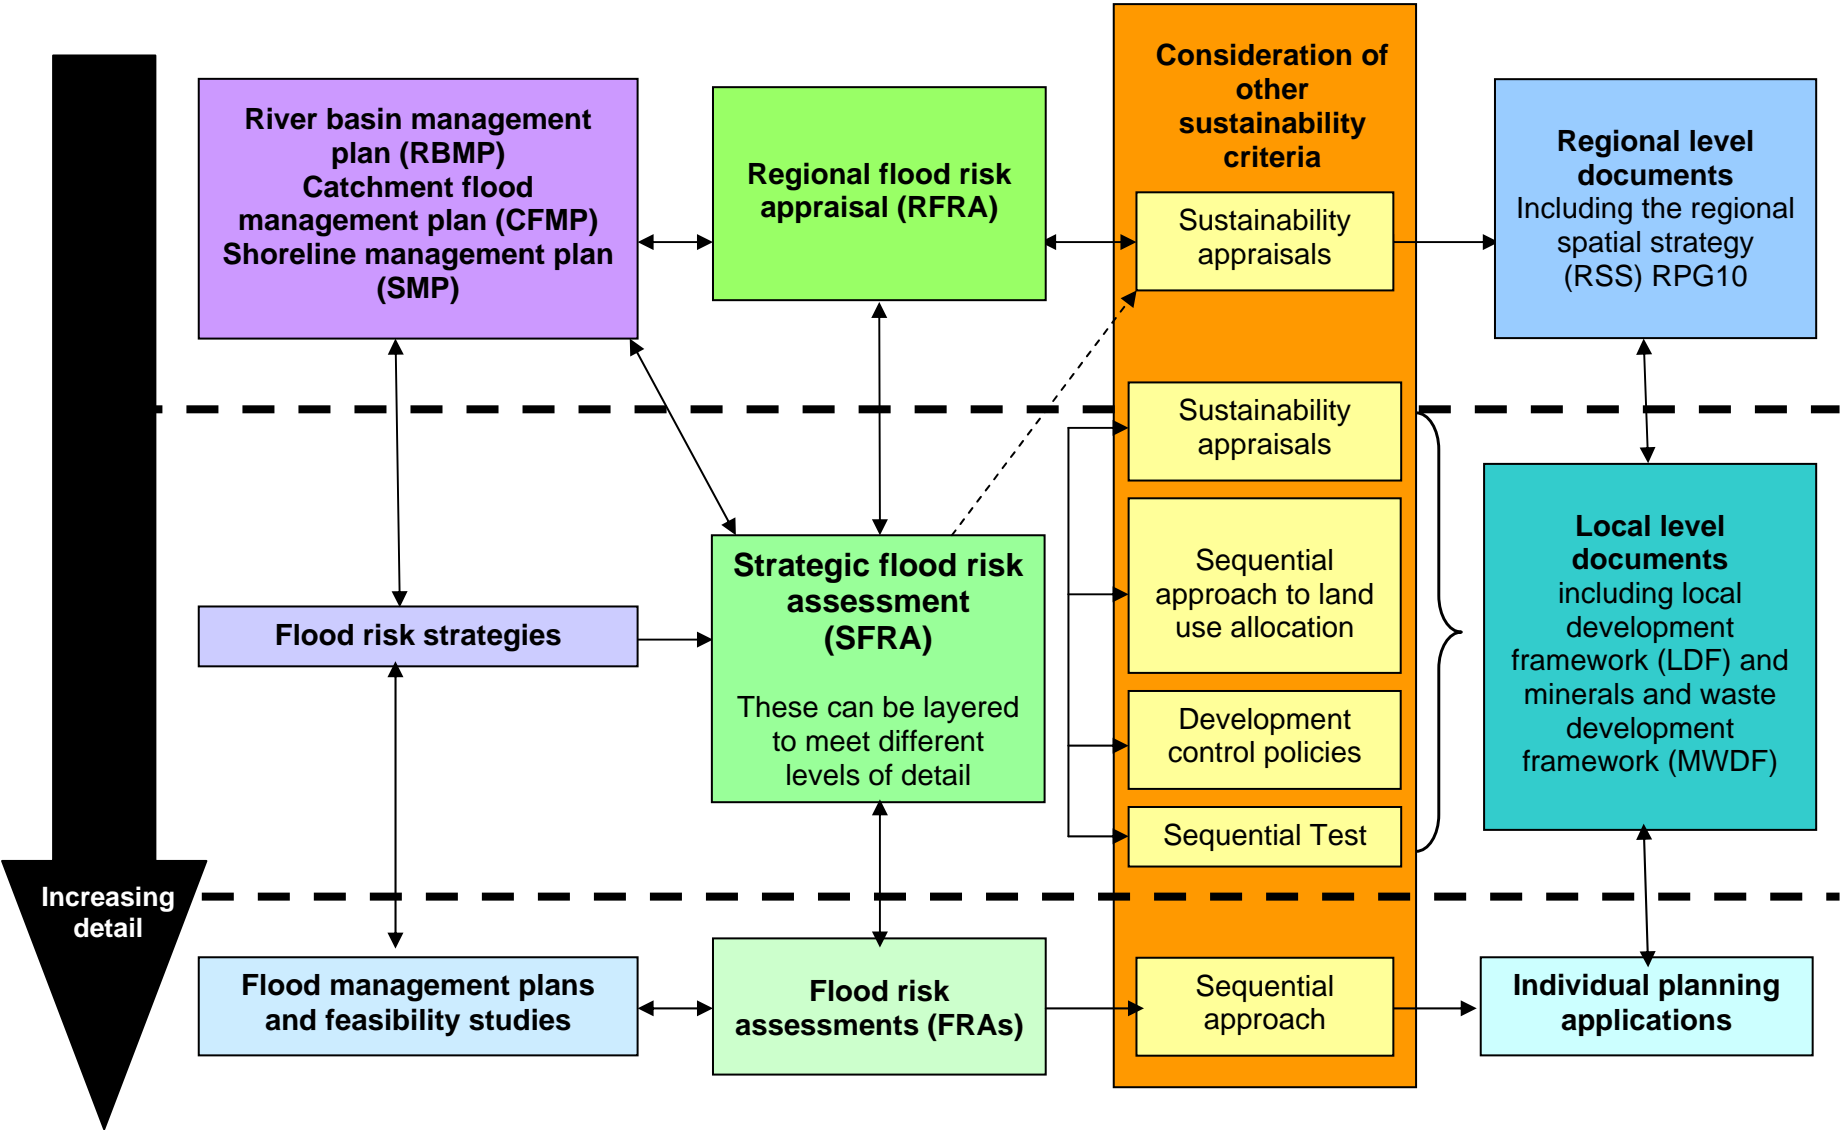 River basin management
plan (RBMP)
Catchment flood
management plan (CFMP)
Shoreline management plan
(SMP)
Regional flood risk
appraisal (RFRA)
Consideration of
other
sustainability
criteria
Sustainability
appraisals
Regional level
documents
Including the regional
spatial strategy
(RSS) RPG10
Flood risk strategies
Strategic flood risk
assessment
(SFRA)
These can be layered
to meet different
levels of detail
Sustainability
appraisals
Sequential
approach to land
use allocation
Development
control policies
Sequential Test
Local level
documents
including local
development
framework (LDF) and
minerals and waste
development
framework (MWDF)
Increasing
detail
Flood management plans
and feasibility studies
Flood risk
assessments (FRAs)
Sequential
approach
Individual planning
applications